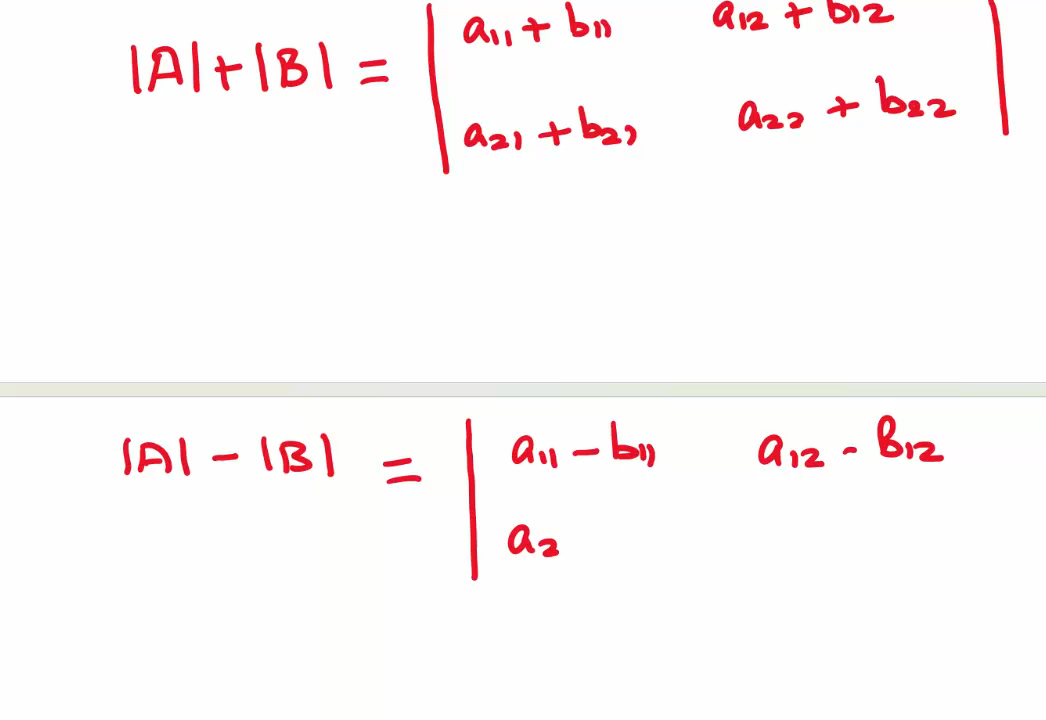 |A| + |B| = | a11 + b11 a12 + b12 |
a21 + b21 a22 + b22
|A| - |B| = | a11 - b11 a12 - B12
a2